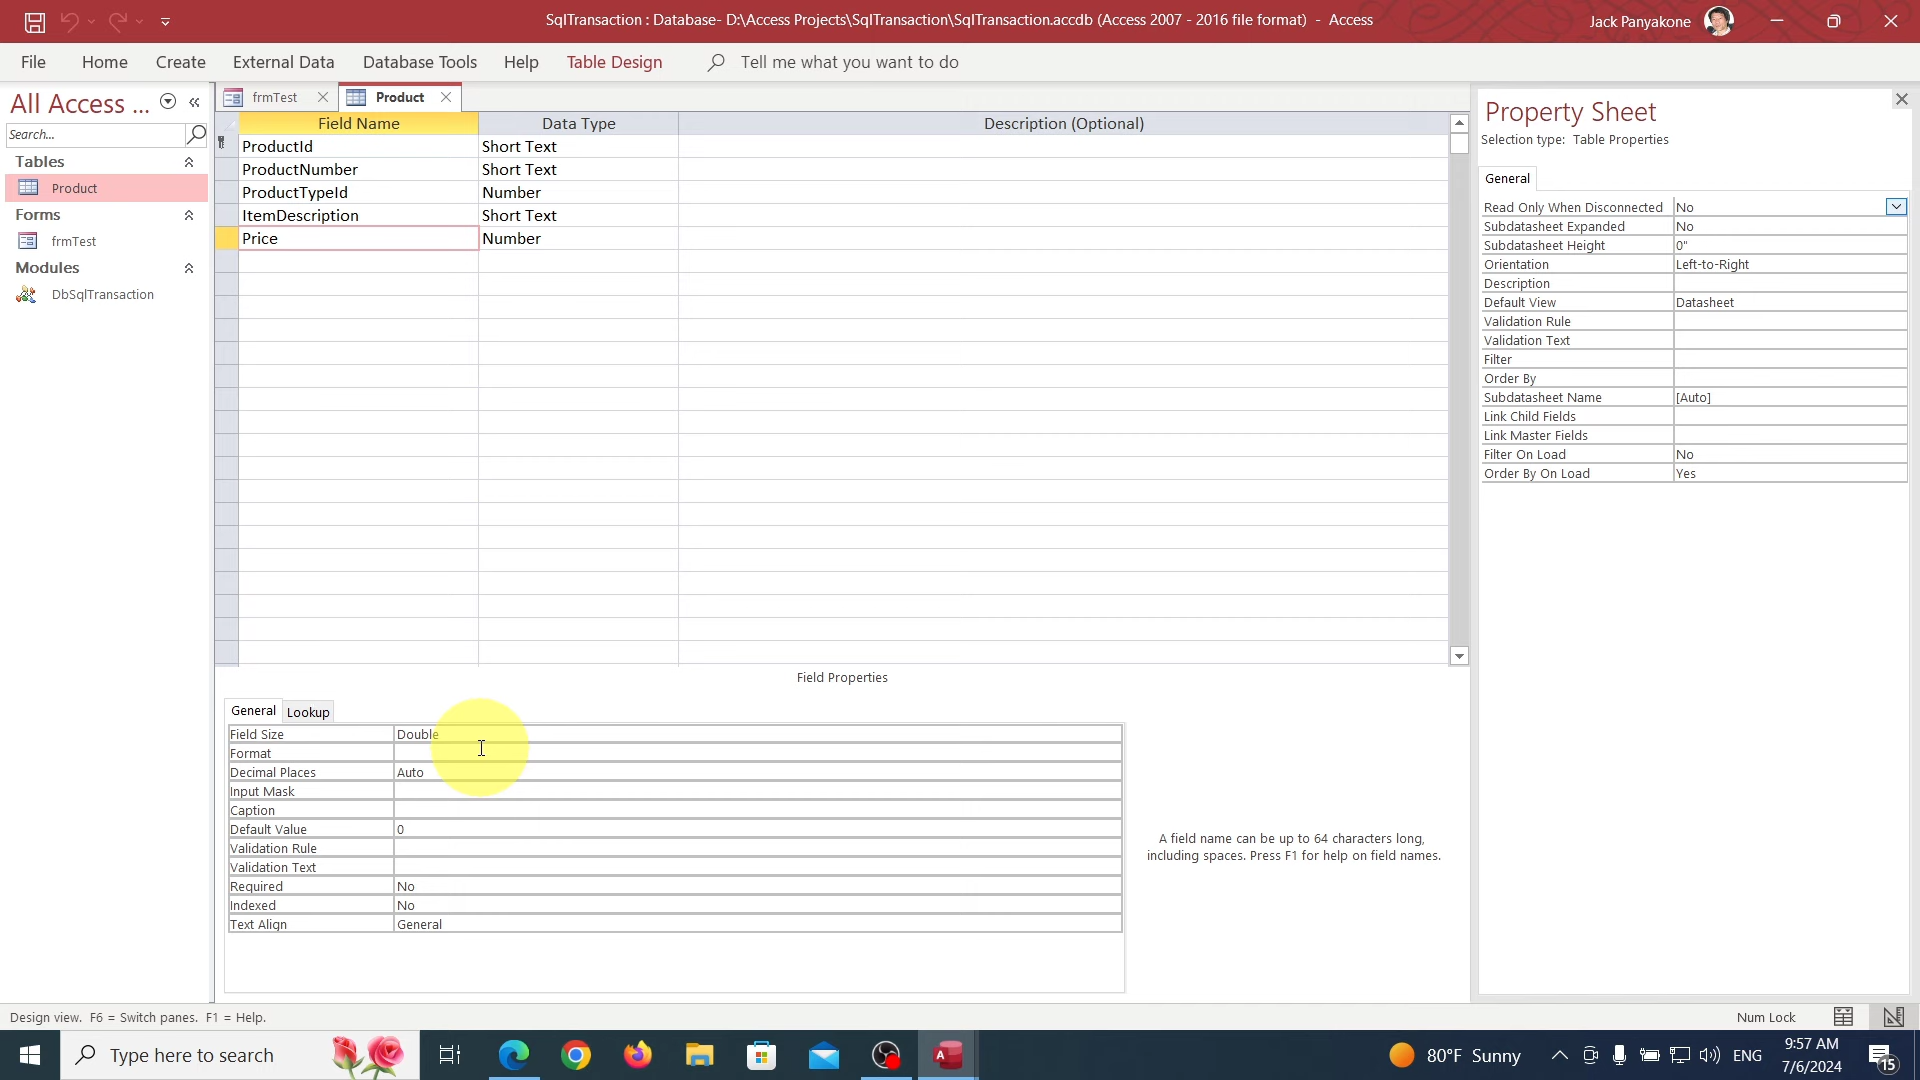 SqlTransaction : Database- D:\Access Projects\SqlTransaction\SqlTransaction.accdb (Access 2007 - 2016 file format) - Access
Jack Panyakone
File Home Create External Data Database Tools Help Table Design Tell me what you want to do
All Access ...
Search...
Tables
Product
Forms
frmTest
Modules
DbSqlTransaction
frmTest Product
Field Name Data Type Description (Optional)
ProductId Short Text
ProductNumber Short Text
ProductTypeId Number
ItemDescription Short Text
Price Number
Field Properties
General Lookup
Field Size Double
Format
Decimal Places Auto
Input Mask
Caption
Default Value 0
Validation Rule
Validation Text
Required No
Indexed No
Text Align General
A field name can be up to 64 characters long,
including spaces. Press F1 for help on field names.
Property Sheet
Selection type: Table Properties
General
Read Only When Disconnected No
Subdatasheet Expanded No
Subdatasheet Height 0"
Orientation Left-to-Right
Description
Default View Datasheet
Validation Rule
Validation Text
Filter
Order By
Subdatasheet Name [Auto]
Link Child Fields
Link Master Fields
Filter On Load No
Order By On Load Yes
Design view. F6 = Switch panes. F1 = Help.
Num Lock
Type here to search
80°F Sunny
ENG
9:57 AM
7/6/2024
15